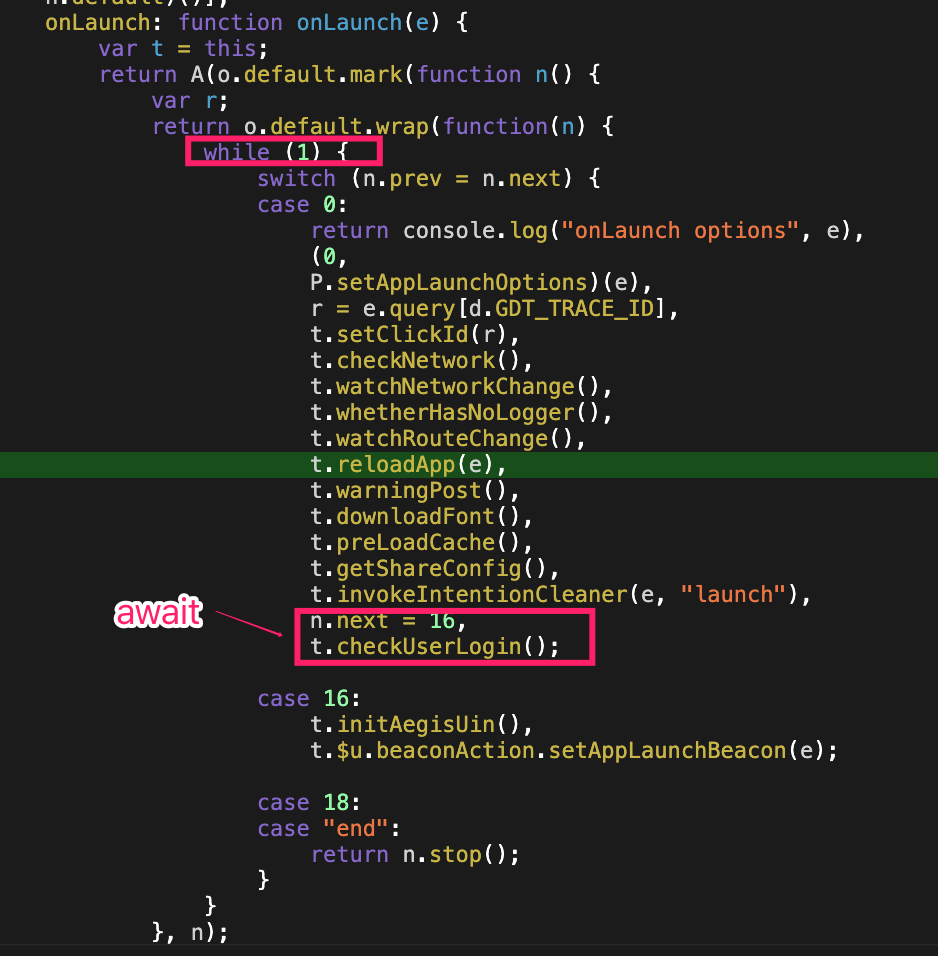 onLaunch: function onLaunch(e) {
var t = this;
return A(o.default.mark(function n() {
var r;
return o.default.wrap(function(n) {
while (1) {
switch (n.prev = n.next) {
case 0:
return console.log("onLaunch options", e),
(0,
P.setAppLaunchOptions)(e),
r = e.query[d.GDT_TRACE_ID],
t.setClickId(r),
t.checkNetwork(),
t.watchNetworkChange(),
t.whetherHasNoLogger(),
t.watchRouteChange(),
t.reloadApp(e),
t.warningPost(),
t.downloadFont(),
t.preLoadCache(),
t.getShareConfig(),
t.invokeIntentionCleaner(e, "launch"),
await
n.next = 16,
t.checkUserLogin();
case 16:
t.initAegisUin(),
t.$u.beaconAction.setAppLaunchBeacon(e);
case 18:
case "end":
return n.stop();
}
}
}, n);